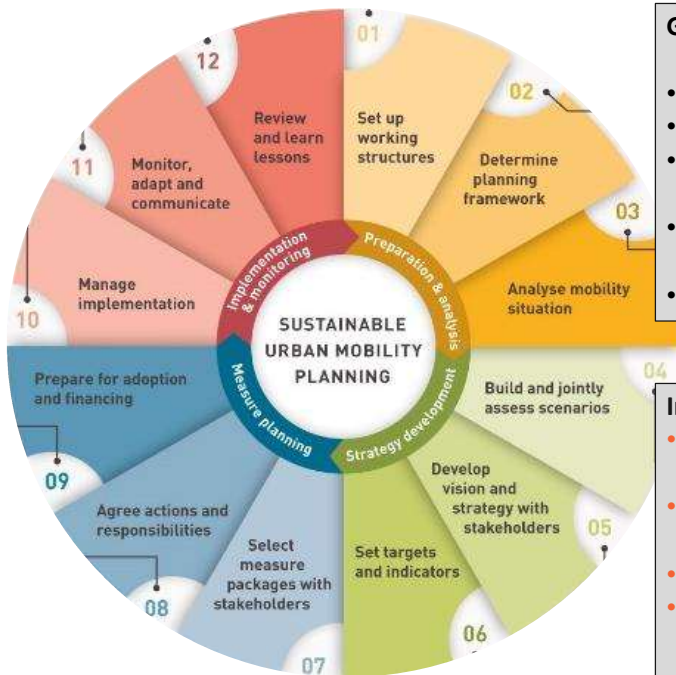 01
Set up
working
structures
02
Determine
planning
framework
03
Analyse mobility
situation
04
Build and jointly
assess scenarios
05
Develop
vision and
strategy with
stakeholders
06
Set targets
and indicators
07
Select
measure
packages with
stakeholders
08
Agree actions and
responsibilities
09
Prepare for adoption
and financing
10
Manage
implementation
11
Monitor,
adapt and
communicate
12
Review
and learn
lessons
Preparation & analysis
Strategy development
Measure planning
Implementation
& monitoring
SUSTAINABLE
URBAN MOBILITY
PLANNING